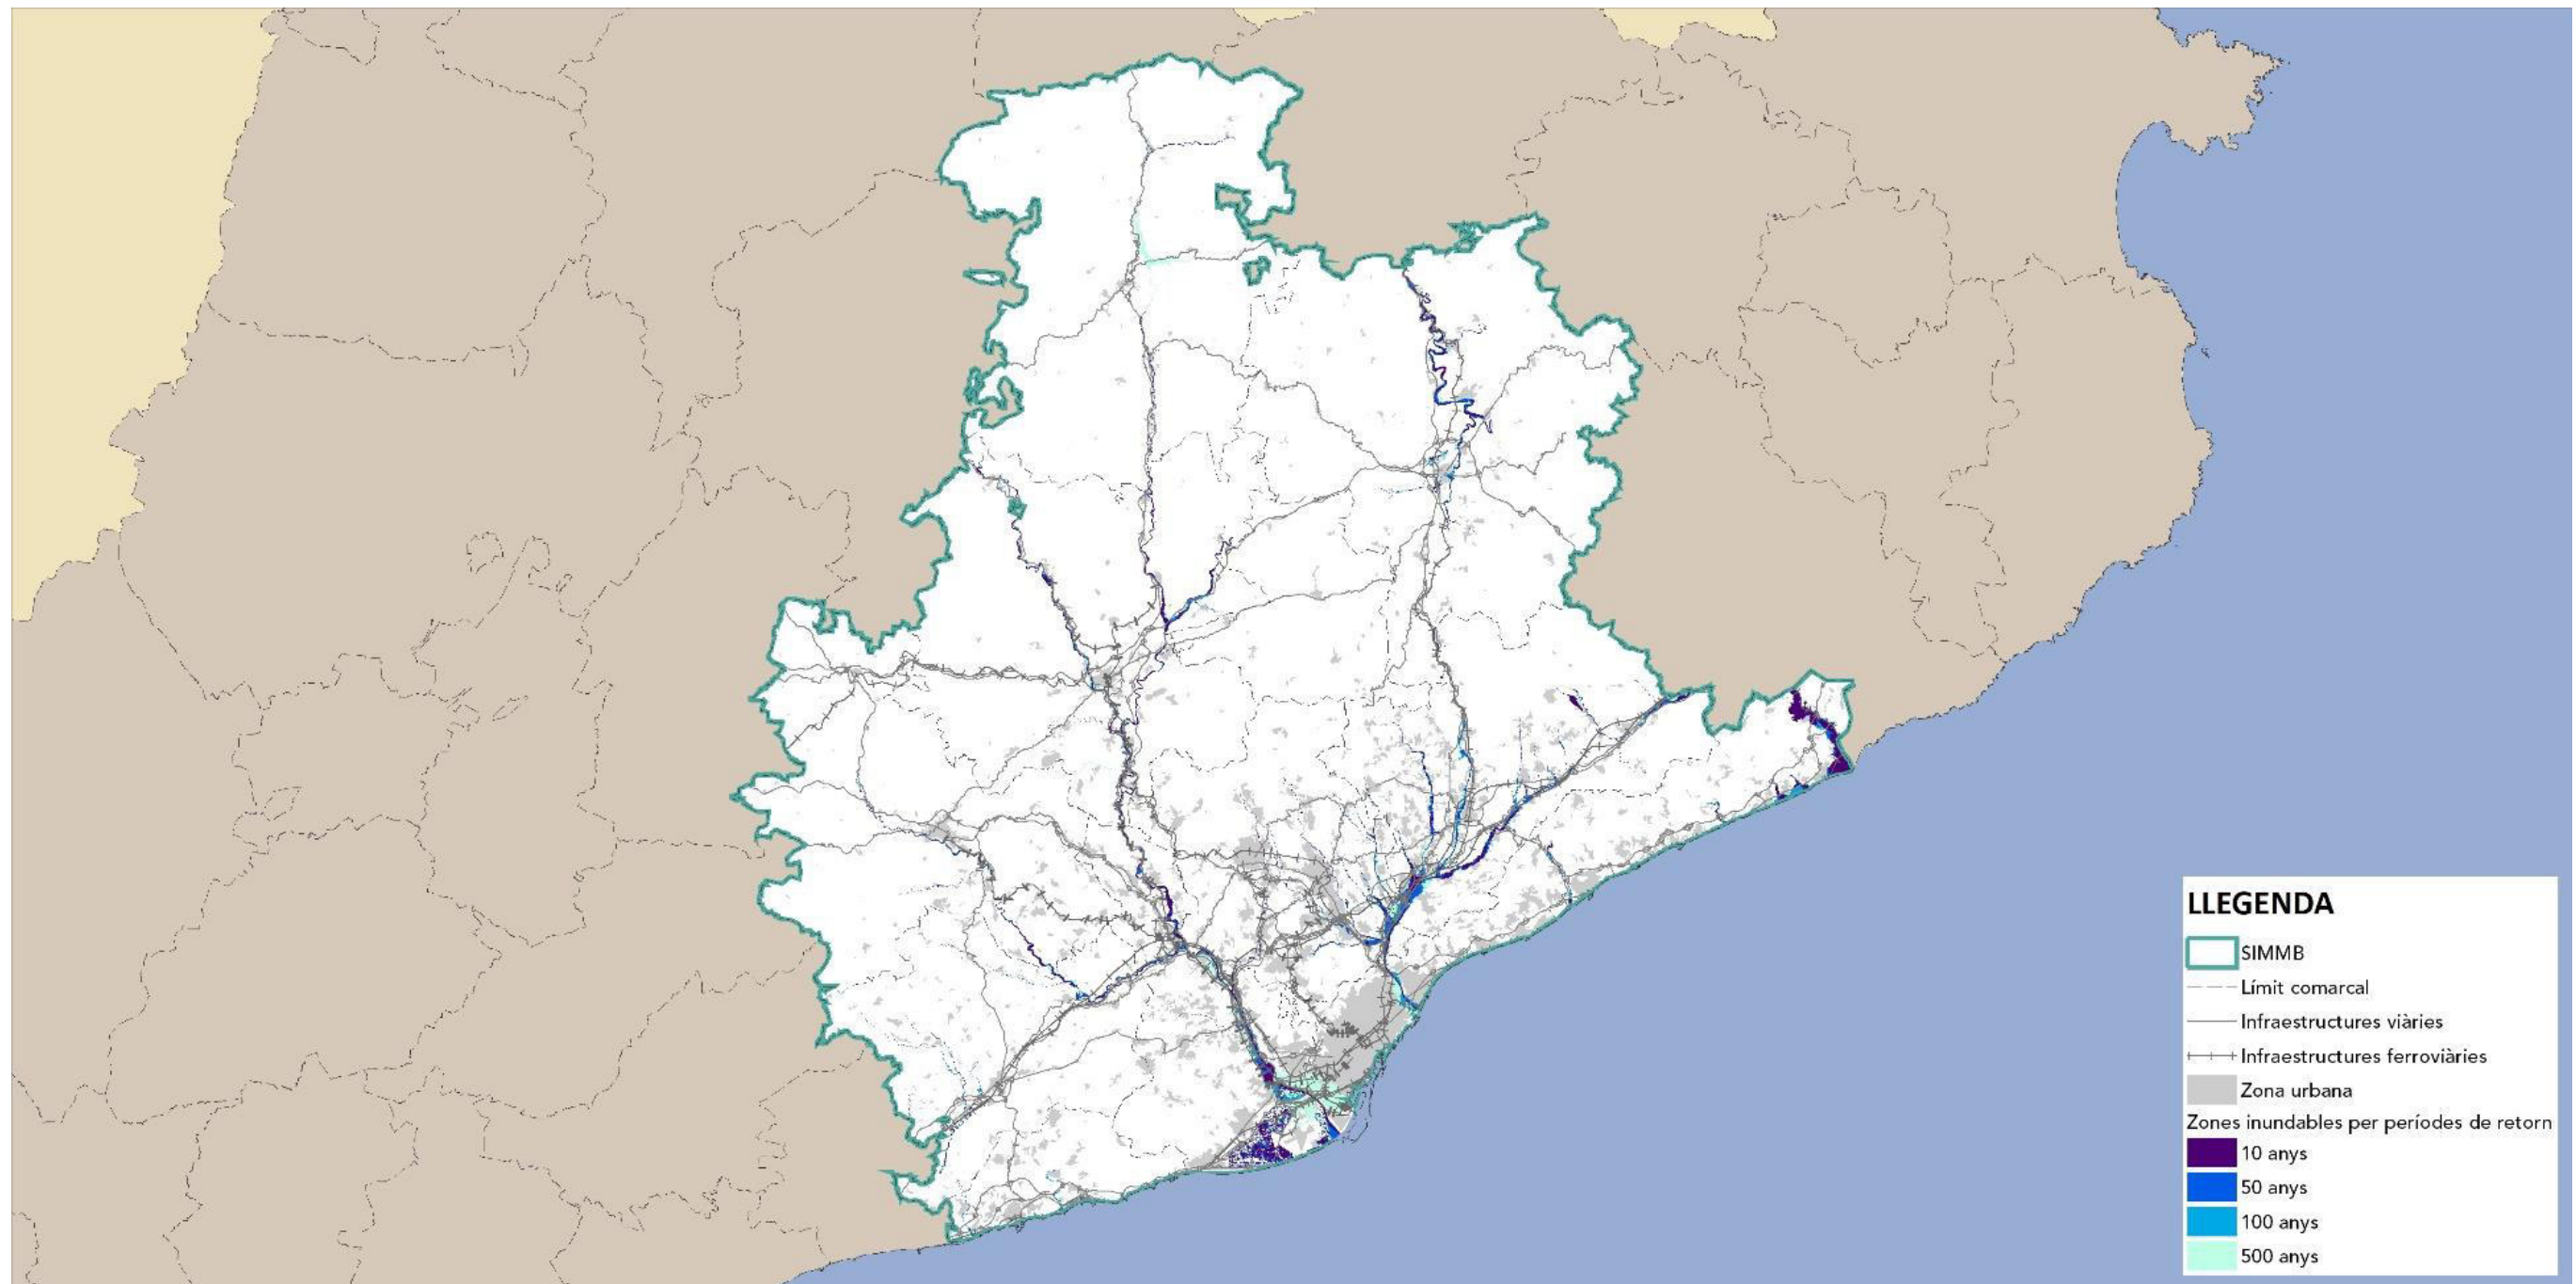 LLEGENDA
SIMMB
Límit comarcal
Infraestructures viàries
Infraestructures ferroviàries
Zona urbana
Zones inundables per períodes de retorn
10 anys
50 anys
100 anys
500 anys